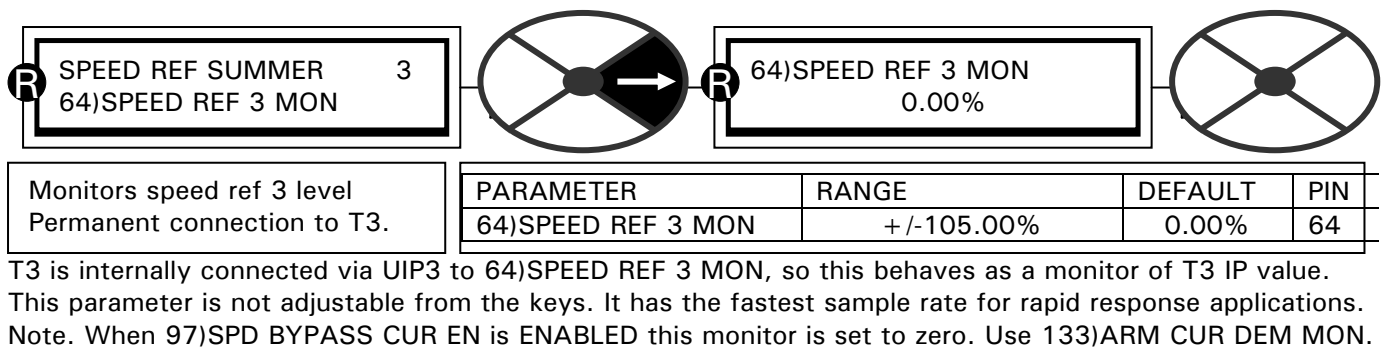 R SPEED REF SUMMER 3
64)SPEED REF 3 MON
R 64)SPEED REF 3 MON
0.00%
Monitors speed ref 3 level
Permanent connection to T3.
PARAMETER RANGE DEFAULT PIN
64)SPEED REF 3 MON +/-105.00% 0.00% 64
T3 is internally connected via UIP3 to 64)SPEED REF 3 MON, so this behaves as a monitor of T3 IP value.
This parameter is not adjustable from the keys. It has the fastest sample rate for rapid response applications.
Note. When 97)SPD BYPASS CUR EN is ENABLED this monitor is set to zero. Use 133)ARM CUR DEM MON.